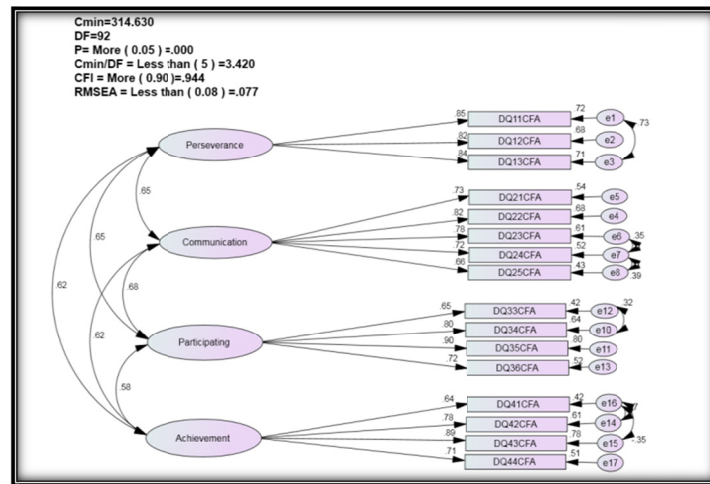 Cmin=314.630
DF=92
P= More ( 0.05 ) =.000
Cmin/DF = Less than ( 5 ) =3.420
CFI = More ( 0.90 )=.944
RMSEA = Less than ( 0.08 ) =.077
.85 DQ11CFA .72 e1
.73
Perseverance .82 DQ12CFA .68 e2
.84 DQ13CFA .71 e3
.65
.73 DQ21CFA .54 e5
.82 DQ22CFA .68 e4
Communication .78 DQ23CFA .61 e6 .35
.65
.72 DQ24CFA .52 e7
.66 DQ25CFA .43 e8 .39
.62
.68
.65 DQ33CFA .42 e12 .32
.62
.80 DQ34CFA .64 e10
Participating .90 DQ35CFA .80 e11
.72 DQ36CFA .52 e13
.58
.64 DQ41CFA .42 e16
.78 DQ42CFA .61 e14
Achievement .89 DQ43CFA .78 e15 -.35
.71 DQ44CFA .51 e17